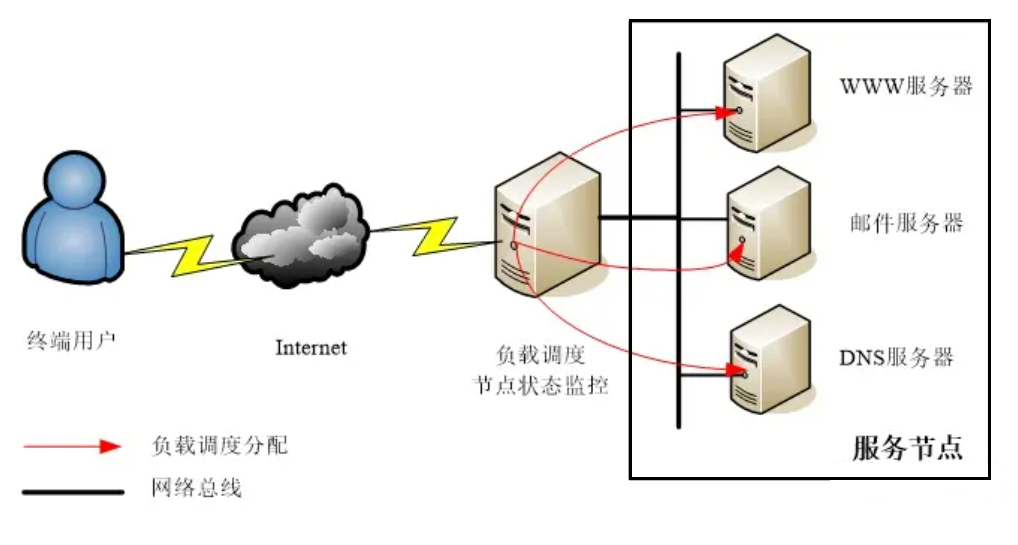 WWW服务器
邮件服务器
终端用户
Internet
负载调度
节点状态监控
DNS服务器
负载调度分配
服务节点
网络总线